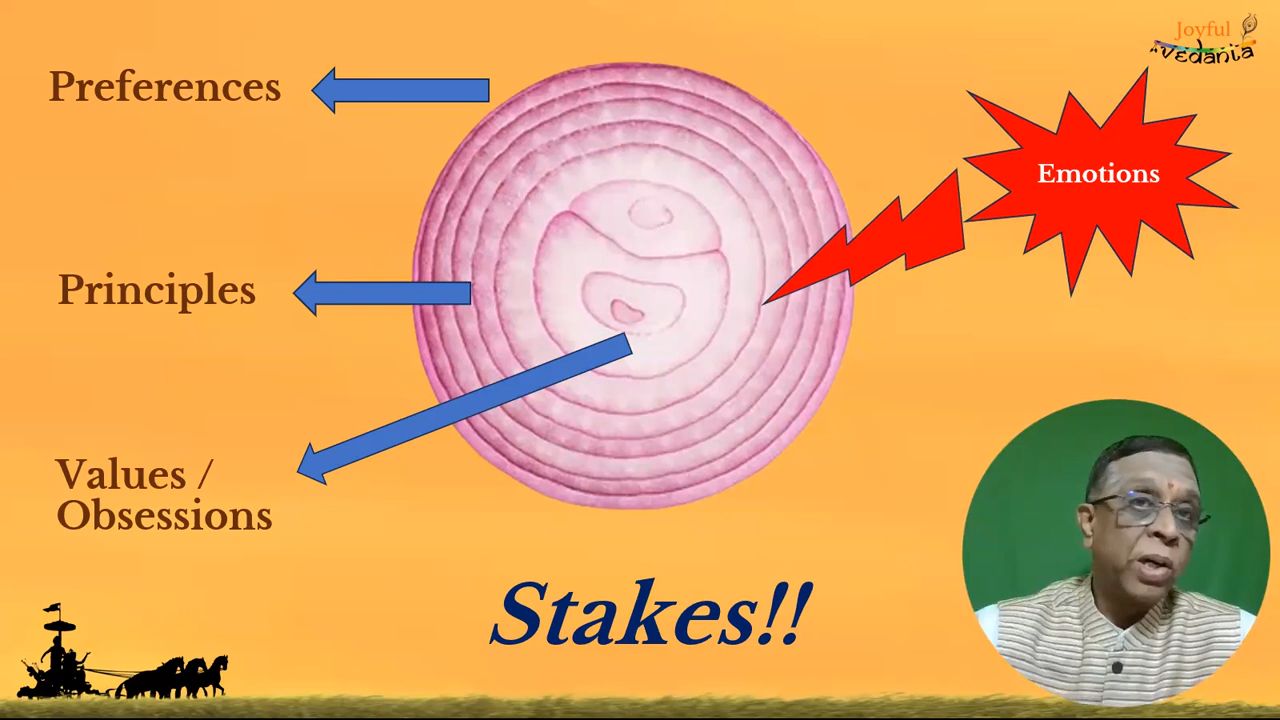 Joyful
vedanta
Preferences
Emotions
Principles
Values /
Obsessions
Stakes!!